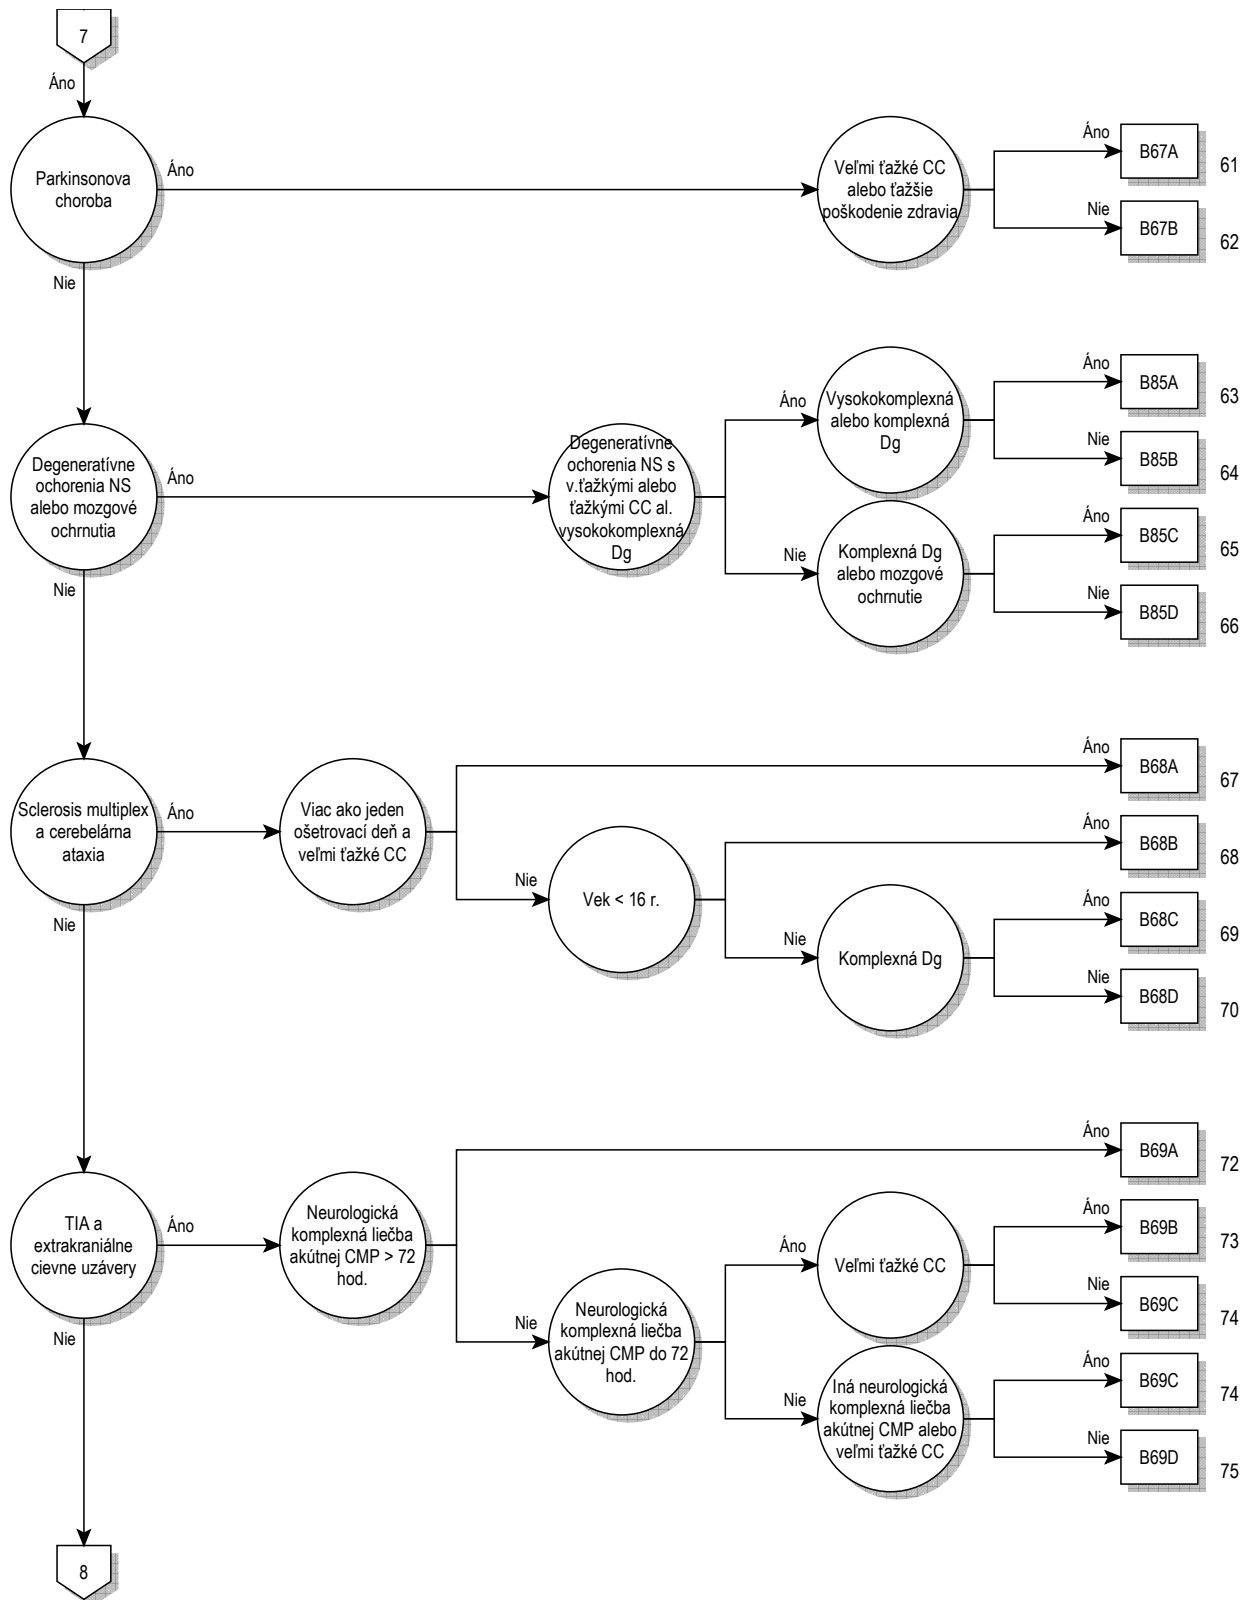 7
Áno
Parkinsonova
choroba
Áno
Veľmi ťažké CC
alebo ťažšie
poškodenie zdravia
Áno
B67A
61
Nie
B67B
62
Nie
Degeneratívne
ochorenia NS
alebo mozgové
ochrnutia
Áno
Degeneratívne
ochorenia NS s
v.ťažkými alebo
ťažkými CC al.
vysokokomplexná
Dg
Áno
Vysokokomplexná
alebo komplexná
Dg
Áno
B85A
63
Nie
B85B
64
Nie
Komplexná Dg
alebo mozgové
ochrnutie
Áno
B85C
65
Nie
B85D
66
Nie
Sclerosis multiplex
a cerebelárna
ataxia
Áno
Viac ako jeden
ošetrovací deň a
veľmi ťažké CC
Áno
B68A
67
Nie
Vek < 16 r.
Áno
B68B
68
Nie
Komplexná Dg
Áno
B68C
69
Nie
B68D
70
Nie
TIA a
extrakraniálne
cievne uzávery
Áno
Neurologická
komplexná liečba
akútnej CMP > 72
hod.
Áno
B69A
72
Nie
Neurologická
komplexná liečba
akútnej CMP do 72
hod.
Áno
Veľmi ťažké CC
Áno
B69B
73
Nie
B69C
74
Nie
Iná neurologická
komplexná liečba
akútnej CMP alebo
veľmi ťažké CC
Áno
B69C
74
Nie
B69D
75
Nie
8